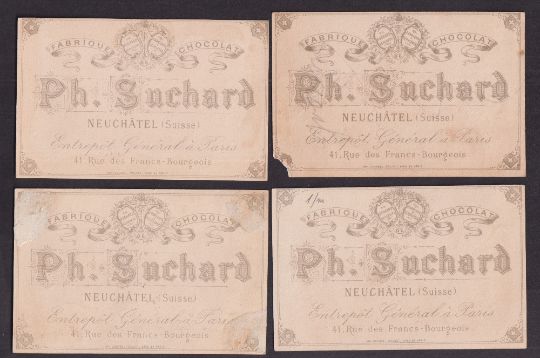 FABRIQUE CHOCOLAT
Ph. Suchard
NEUCHÂTEL (Suisse)
Entrepôt Général à Paris
41, Rue des Francs-Bourgeois
FABRIQUE CHOCOLAT
Ph. Suchard
NEUCHÂTEL (Suisse)
Entrepôt Général à Paris
41, Rue des Francs-Bourgeois
FABRIQUE CHOCOLAT
Ph. Suchard
NEUCHÂTEL (Suisse)
Entrepôt Général à Paris
41, Rue des Francs-Bourgeois
FABRIQUE CHOCOLAT
Ph. Suchard
NEUCHÂTEL (Suisse)
Entrepôt Général à Paris
41, Rue des Francs-Bourgeois